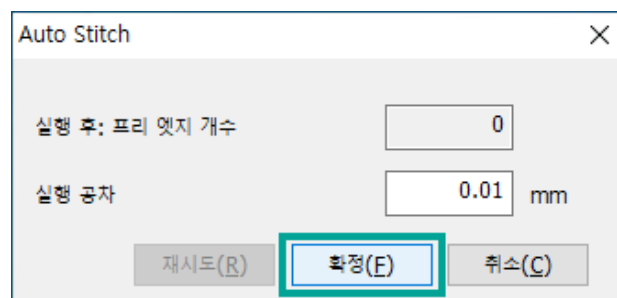 Auto Stitch
실행 후: 프리 엣지 개수 0
실행 공차 0.01 mm
재시도(R) 확정(F) 취소(C)